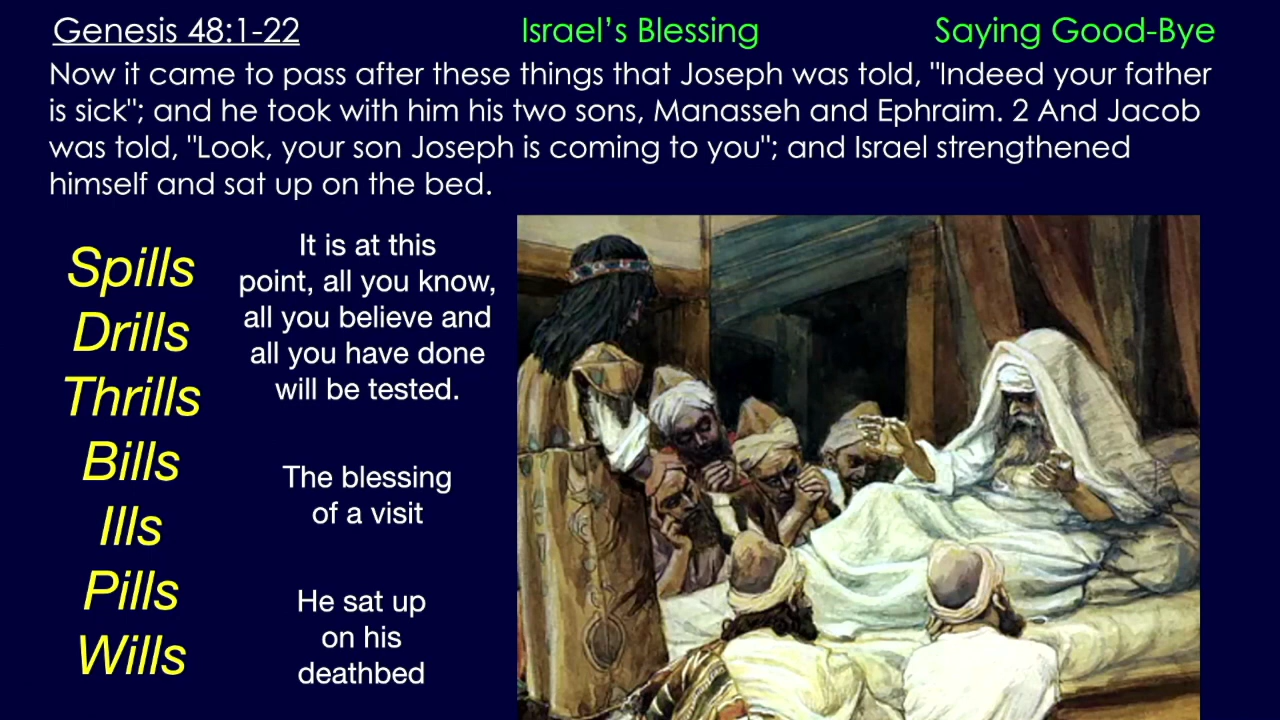 Genesis 48:1-22 Israel’s Blessing Saying Good-Bye
Now it came to pass after these things that Joseph was told, "Indeed your father
is sick"; and he took with him his two sons, Manasseh and Ephraim. 2 And Jacob
was told, "Look, your son Joseph is coming to you"; and Israel strengthened
himself and sat up on the bed.
Spills
Drills
Thrills
Bills
Ills
Pills
Wills
It is at this
point, all you know,
all you believe and
all you have done
will be tested.
The blessing
of a visit
He sat up
on his
deathbed